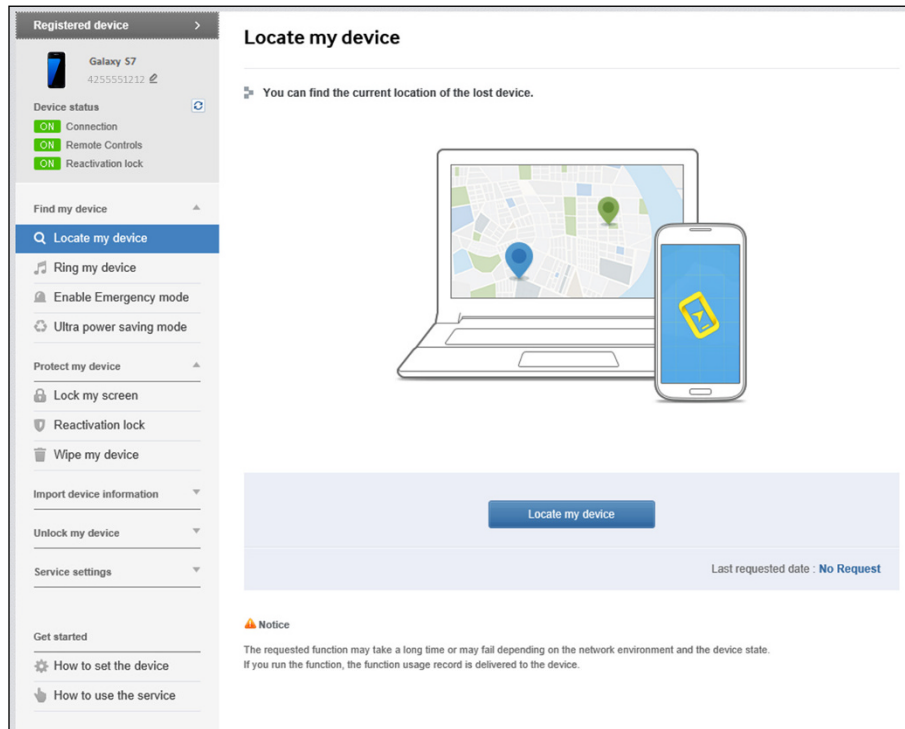 Registered device
Galaxy S7
4255551212
Device status
ON Connection
ON Remote Controls
ON Reactivation lock
Find my device
Locate my device
Ring my device
Enable Emergency mode
Ultra power saving mode
Protect my device
Lock my screen
Reactivation lock
Wipe my device
Import device information
Unlock my device
Service settings
Get started
How to set the device
How to use the service
Locate my device
You can find the current location of the lost device.
Locate my device
Last requested date : No Request
Notice
The requested function may take a long time or may fail depending on the network environment and the device state.
If you run the function, the function usage record is delivered to the device.